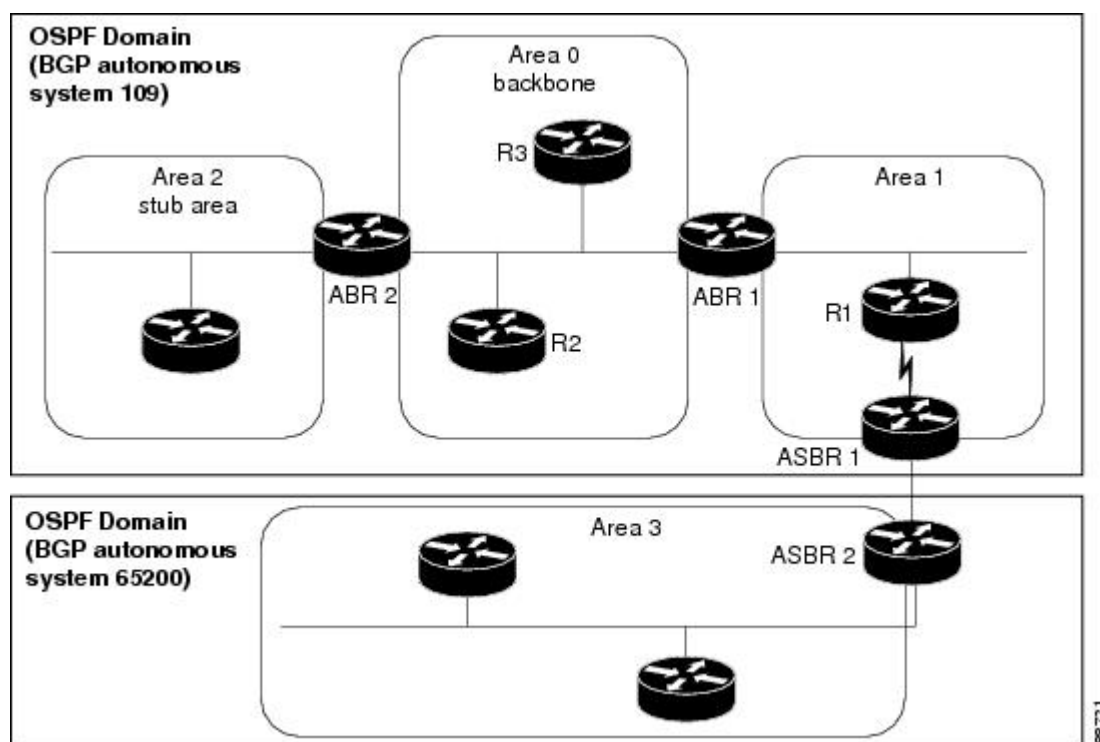 OSPF Domain
(BGP autonomous
system 109)
Area 0
backbone
R3
Area 2
stub area
Area 1
ABR 2
ABR 1
R1
R2
ASBR 1
OSPF Domain
(BGP autonomous
system 65200)
Area 3
ASBR 2